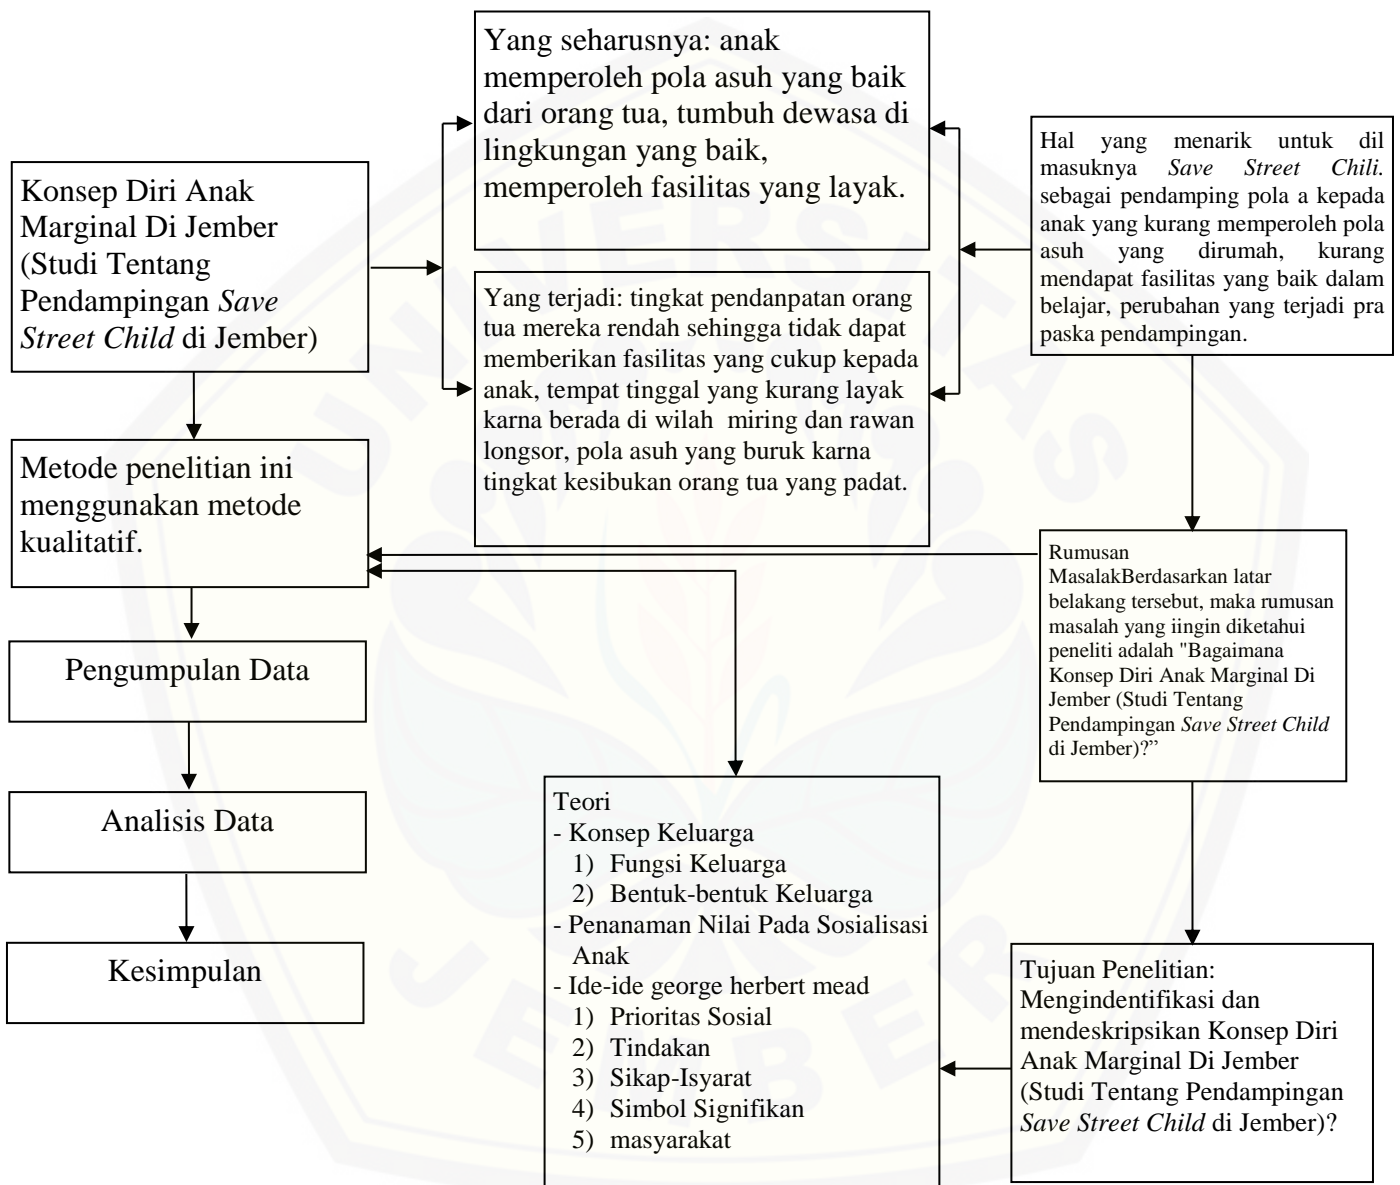 Yang seharusnya: anak
memperoleh pola asuh yang baik
dari orang tua, tumbuh dewasa di
lingkungan yang baik,
memperoleh fasilitas yang layak.
Hal yang menarik untuk dil
masuknya Save Street Chili.
sebagai pendamping pola a kepada
anak yang kurang memperoleh pola
asuh yang dirumah, kurang
mendapat fasilitas yang baik dalam
belajar, perubahan yang terjadi pra
paska pendampingan.
Konsep Diri Anak
Marginal Di Jember
(Studi Tentang
Pendampingan Save
Street Child di Jember)
Yang terjadi: tingkat pendanpatan orang
tua mereka rendah sehingga tidak dapat
memberikan fasilitas yang cukup kepada
anak, tempat tinggal yang kurang layak
karna berada di wilah miring dan rawan
longsor, pola asuh yang buruk karna
tingkat kesibukan orang tua yang padat.
Metode penelitian ini
menggunakan metode
kualitatif.
Rumusan
MasalakBerdasarkan latar
belakang tersebut, maka rumusan
masalah yang iingin diketahui
peneliti adalah "Bagaimana
Konsep Diri Anak Marginal Di
Jember (Studi Tentang
Pendampingan Save Street Child
di Jember)?”
Pengumpulan Data
Analisis Data
Kesimpulan
Teori
- Konsep Keluarga
1) Fungsi Keluarga
2) Bentuk-bentuk Keluarga
- Penanaman Nilai Pada Sosialisasi
Anak
- Ide-ide george herbert mead
1) Prioritas Sosial
2) Tindakan
3) Sikap-Isyarat
4) Simbol Signifikan
5) masyarakat
Tujuan Penelitian:
Mengindentifikasi dan
mendeskripsikan Konsep Diri
Anak Marginal Di Jember
(Studi Tentang Pendampingan
Save Street Child di Jember)?
UNIVERSITAS
JEMBER